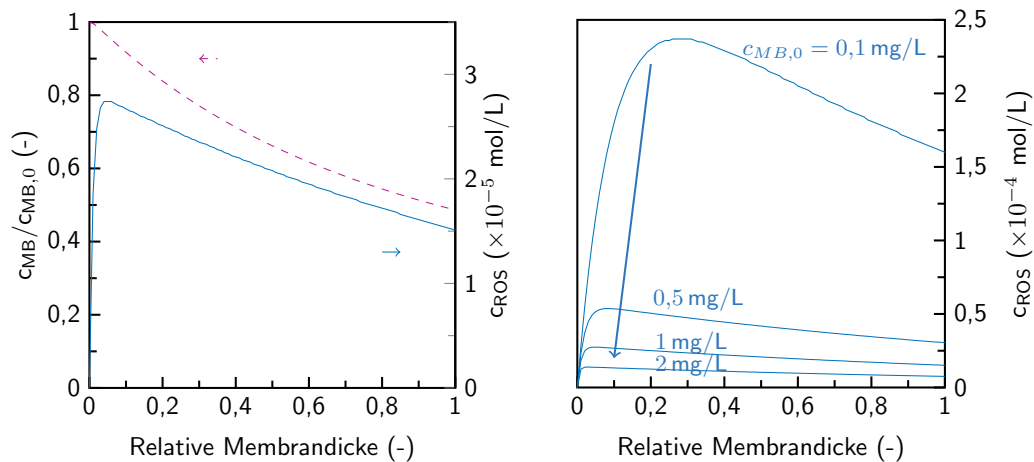 1
0,8
0,6
0,4
0,2
0
c_MB/c_MB,0 (-)
0 0,2 0,4 0,6 0,8 1
Relative Membrandicke (-)
3
2
1
0
c_ROS (×10^−5 mol/L)
c_MB,0 = 0,1 mg/L
0,5 mg/L
1 mg/L
2 mg/L
0 0,2 0,4 0,6 0,8 1
Relative Membrandicke (-)
2,5
2
1,5
1
0,5
0
c_ROS (×10^−4 mol/L)